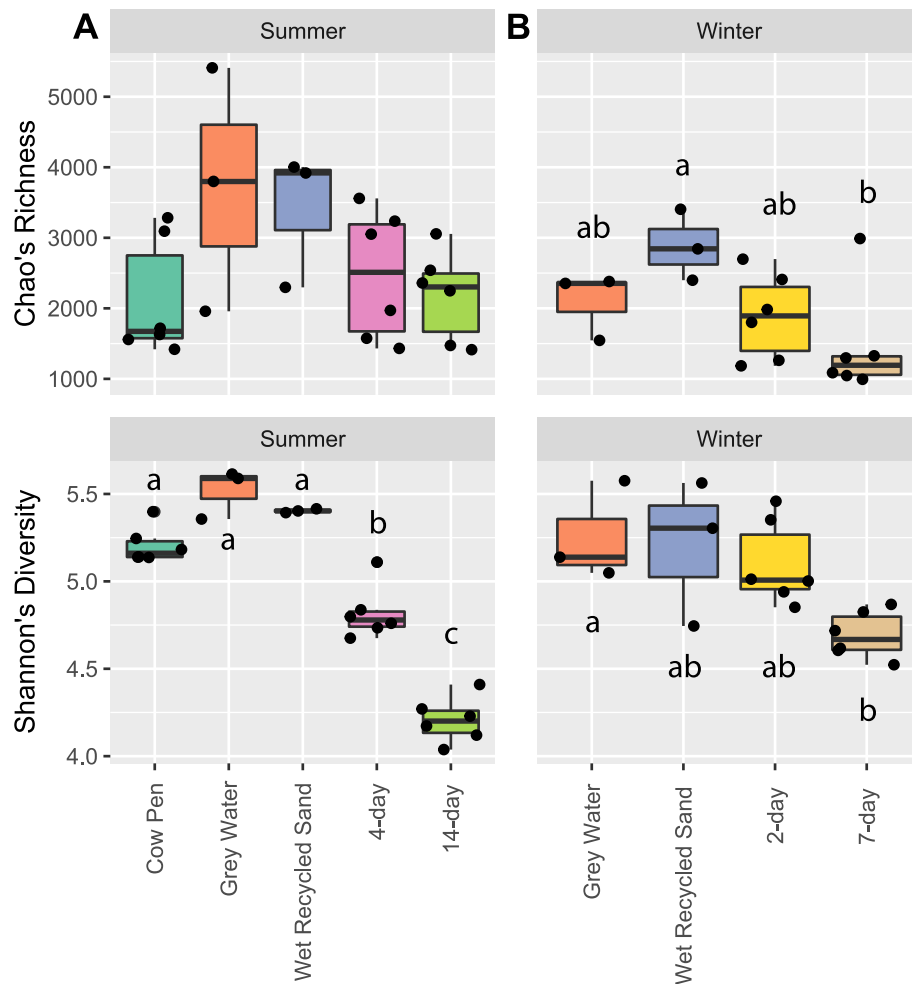 A
Summer
B
Winter
Chao's Richness
5000
4000
3000
2000
1000
ab
a
ab
b
Summer
Winter
Shannon's Diversity
5.5
5.0
4.5
4.0
a
a
a
b
c
a
ab
ab
b
Cow Pen
Grey Water
Wet Recycled Sand
4-day
14-day
Grey Water
Wet Recycled Sand
2-day
7-day